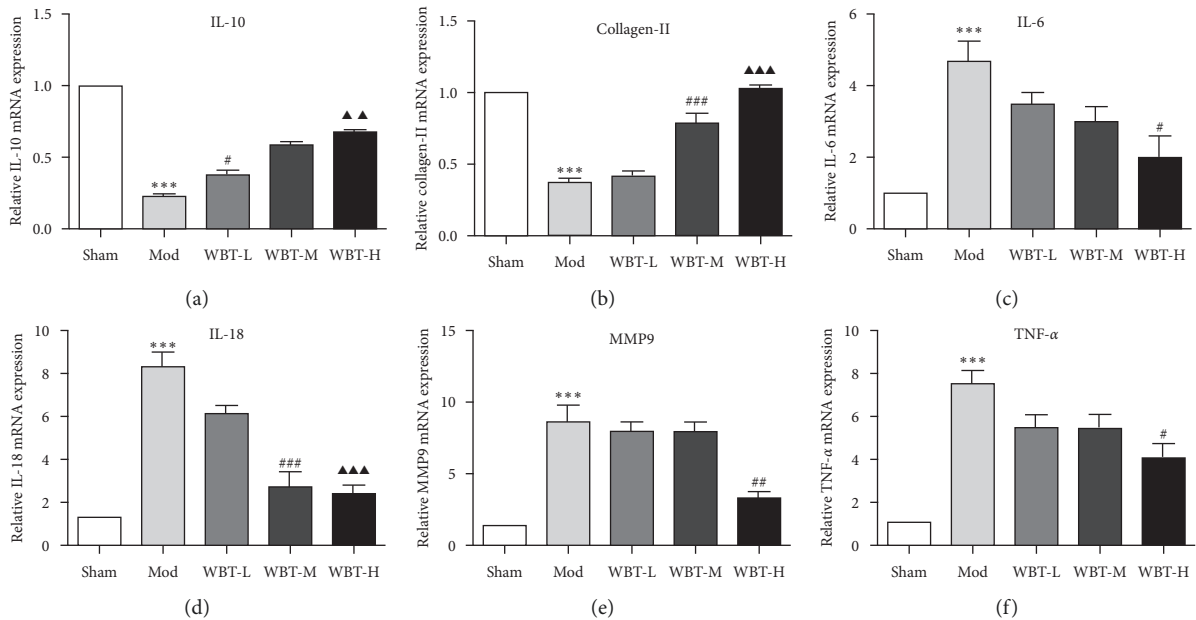 IL-10
Relative IL-10 mRNA expression
1.5
1.0
0.5
0.0
***
#
▲▲
Sham Mod WBT-L WBT-M WBT-H
(a)
Collagen-II
Relative collagen-II mRNA expression
1.5
1.0
0.5
0.0
***
###
▲▲▲
Sham Mod WBT-L WBT-M WBT-H
(b)
IL-6
Relative IL-6 mRNA expression
6
4
2
0
***
#
Sham Mod WBT-L WBT-M WBT-H
(c)
IL-18
Relative IL-18 mRNA expression
10
8
6
4
2
0
***
###
▲▲▲
Sham Mod WBT-L WBT-M WBT-H
(d)
MMP9
Relative MMP9 mRNA expression
15
10
5
0
***
##
Sham Mod WBT-L WBT-M WBT-H
(e)
TNF-α
Relative TNF-α mRNA expression
10
8
6
4
2
0
***
#
Sham Mod WBT-L WBT-M WBT-H
(f)